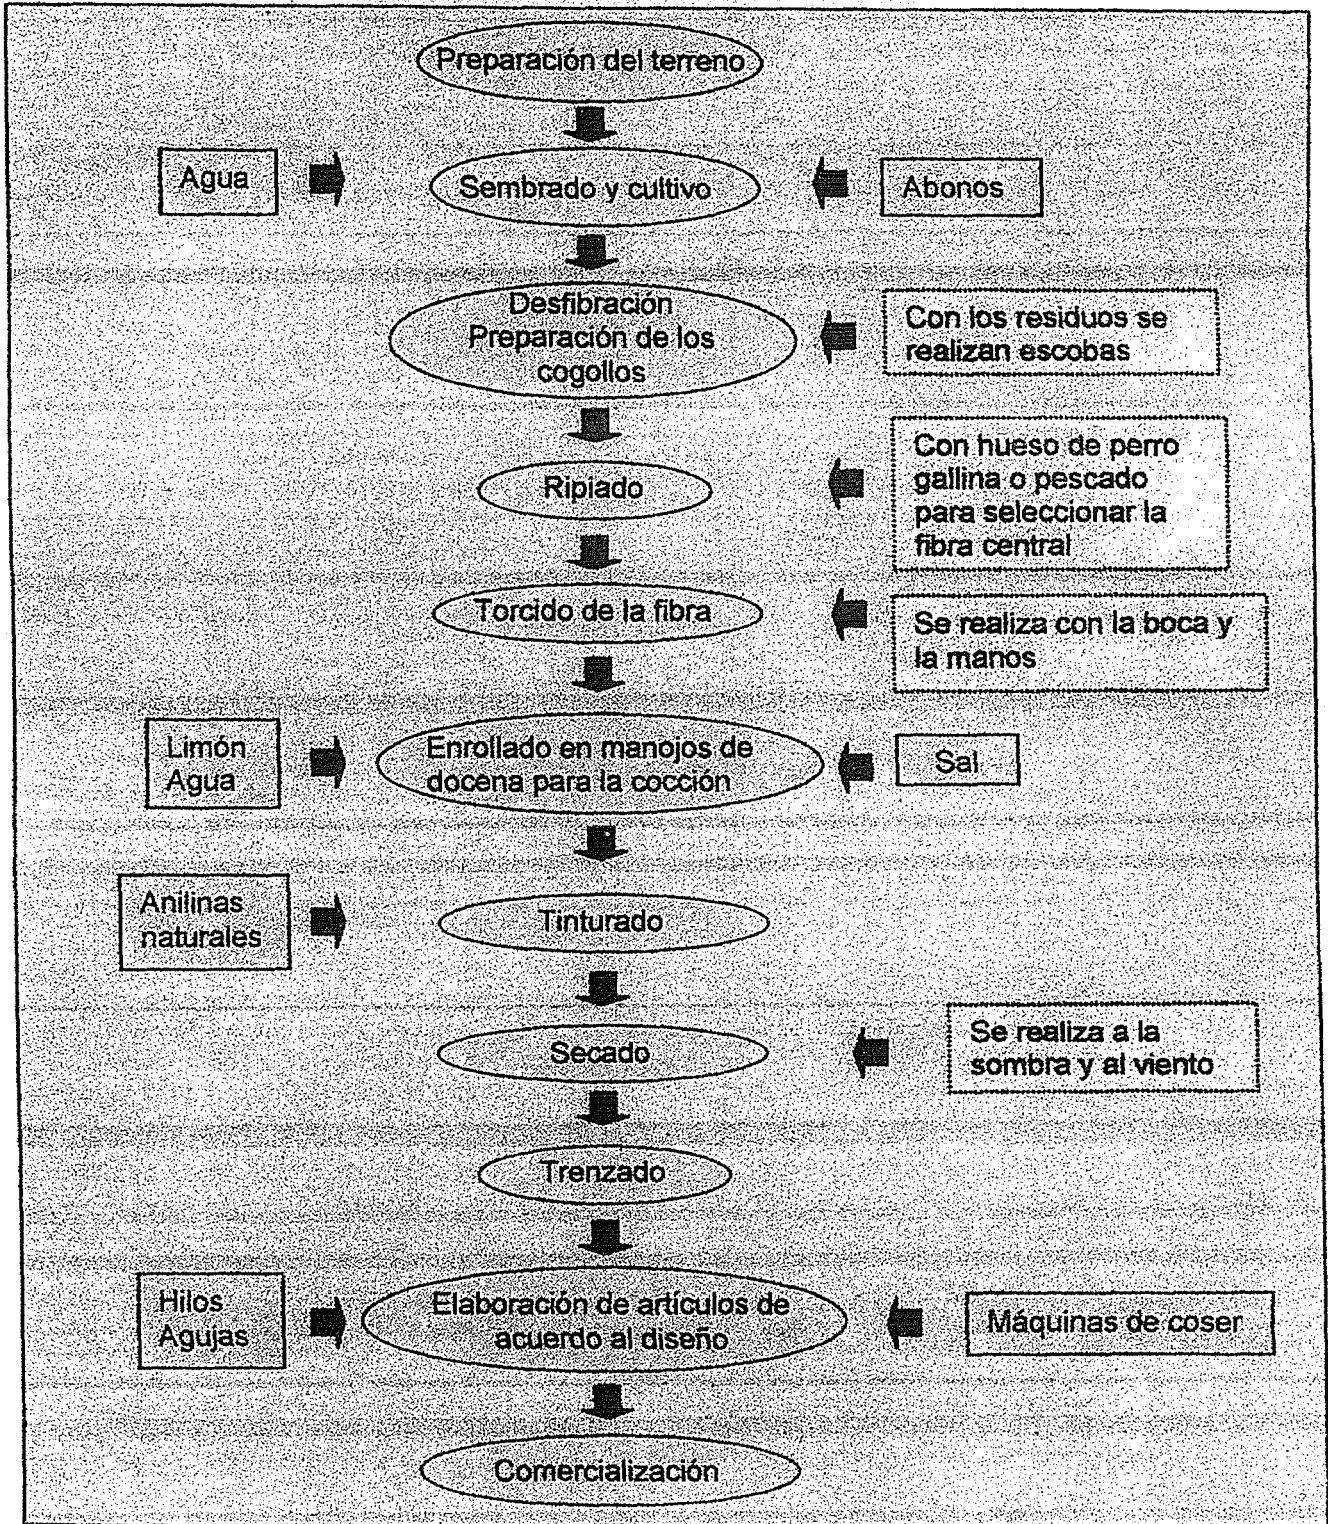 Preparación del terreno
Agua
Sembrado y cultivo
Abonos
Desfibración
Preparación de los
cogollos
Con los residuos se
realizan escobas
Ripiado
Con hueso de perro
gallina o pescado
para seleccionar la
fibra central
Torcido de la fibra
Se realiza con la boca y
la manos
Limón
Agua
Enrollado en manojos de
docena para la cocción
Sal
Anilinas
naturales
Tinturado
Secado
Se realiza a la
sombra y al viento
Trenzado
Hilos
Agujas
Elaboración de artículos de
acuerdo al diseño
Máquinas de coser
Comercialización